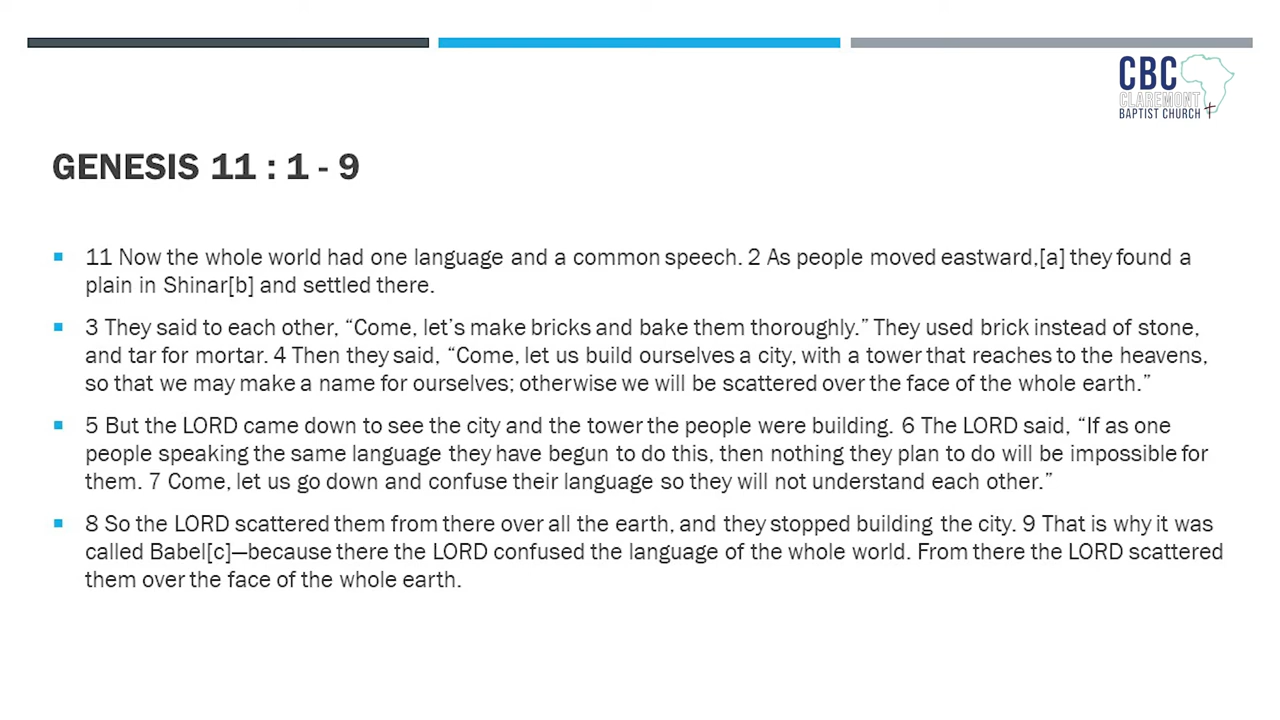 CBC
CLAREMONT
BAPTIST CHURCH
GENESIS 11 : 1 - 9
11 Now the whole world had one language and a common speech. 2 As people moved eastward,[a] they found a
plain in Shinar[b] and settled there.
3 They said to each other, “Come, let’s make bricks and bake them thoroughly.” They used brick instead of stone,
and tar for mortar. 4 Then they said, “Come, let us build ourselves a city, with a tower that reaches to the heavens,
so that we may make a name for ourselves; otherwise we will be scattered over the face of the whole earth.”
5 But the LORD came down to see the city and the tower the people were building. 6 The LORD said, “If as one
people speaking the same language they have begun to do this, then nothing they plan to do will be impossible for
them. 7 Come, let us go down and confuse their language so they will not understand each other.”
8 So the LORD scattered them from there over all the earth, and they stopped building the city. 9 That is why it was
called Babel[c]—because there the LORD confused the language of the whole world. From there the LORD scattered
them over the face of the whole earth.